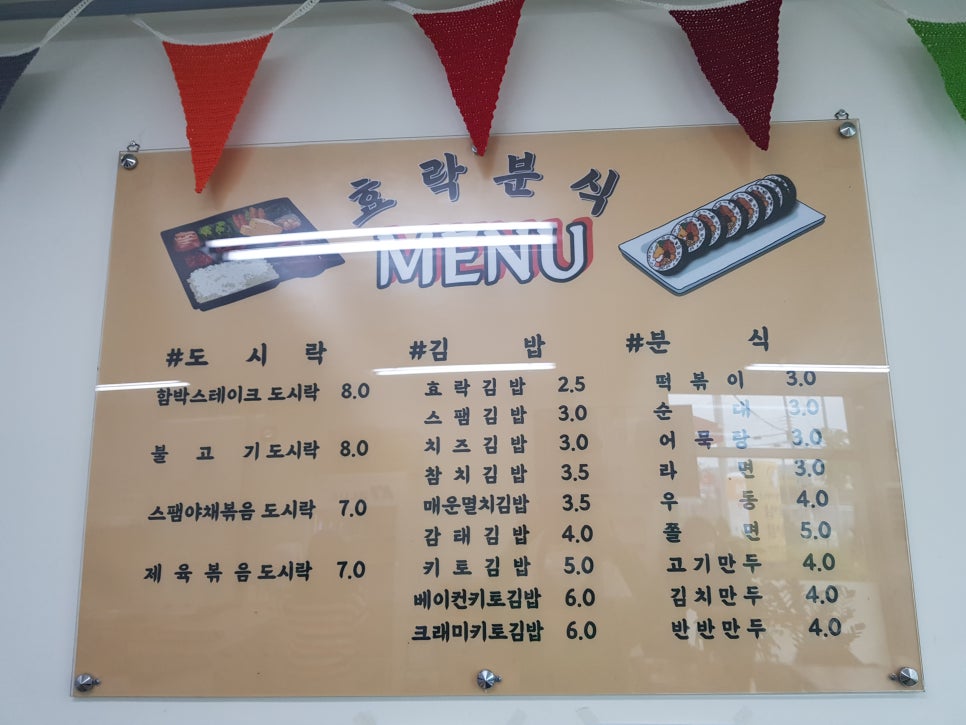 효락분식
MENU
#도시락
함박스테이크 도시락 8.0
불고기도시락 8.0
스팸야채볶음 도시락 7.0
제육볶음도시락 7.0
#김밥
효락김밥 2.5
스팸김밥 3.0
치즈김밥 3.0
참치김밥 3.5
매운멸치김밥 3.5
감태김밥 4.0
키토김밥 5.0
베이컨키토김밥 6.0
크래미키토김밥 6.0
#분식
떡볶이 3.0
순대 3.0
어묵탕 3.0
라면 3.0
우동 4.0
쫄면 5.0
고기만두 4.0
김치만두 4.0
반반만두 4.0